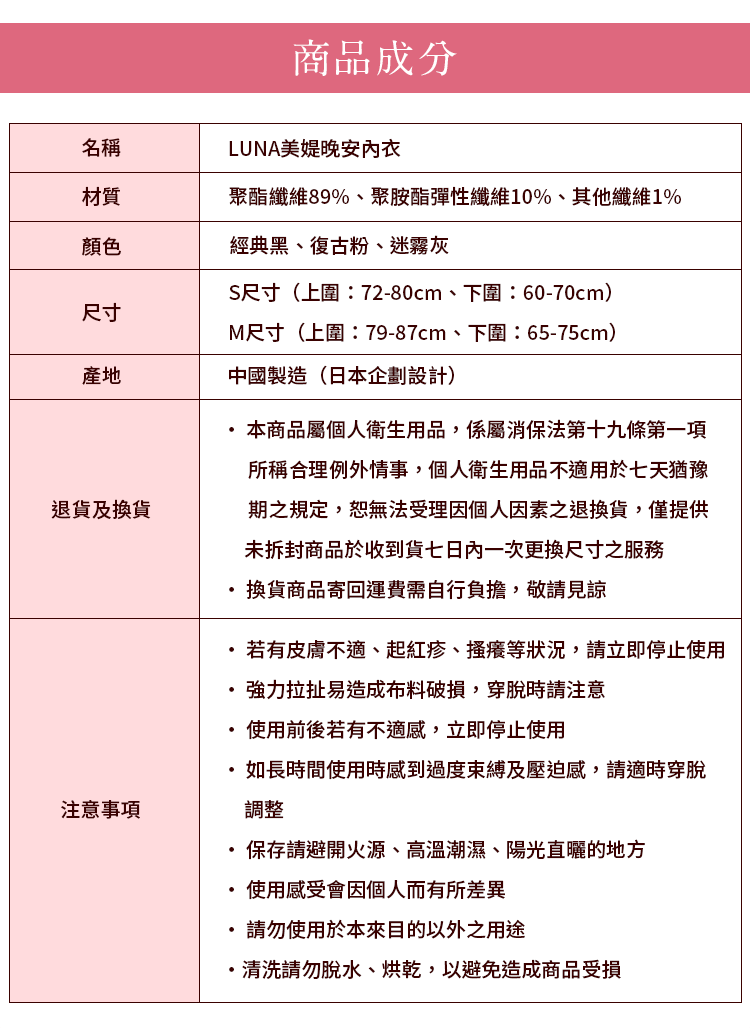 商品成分
名稱
LUNA美媞晚安內衣
材質
聚酯纖維89%、聚胺酯彈性纖維10%、其他纖維1%
顏色
經典黑、復古粉、迷霧灰
尺寸
S尺寸（上圍：72-80cm、下圍：60-70cm）
M尺寸（上圍：79-87cm、下圍：65-75cm）
產地
中國製造（日本企劃設計）
退貨及換貨
・ 本商品屬個人衛生用品，係屬消保法第十九條第一項
所稱合理例外情事，個人衛生用品不適用於七天猶豫
期之規定，恕無法受理因個人因素之退換貨，僅提供
未拆封商品於收到貨七日內一次更換尺寸之服務
・ 換貨商品寄回運費需自行負擔，敬請見諒
注意事項
・ 若有皮膚不適、起紅疹、搔癢等狀況，請立即停止使用
・ 強力拉扯易造成布料破損，穿脫時請注意
・ 使用前後若有不適感，立即停止使用
・ 如長時間使用時感到過度束縛及壓迫感，請適時穿脫
調整
・ 保存請避開火源、高溫潮濕、陽光直曬的地方
・ 使用感受會因個人而有所差異
・ 請勿使用於本來目的以外之用途
・清洗請勿脫水、烘乾，以避免造成商品受損